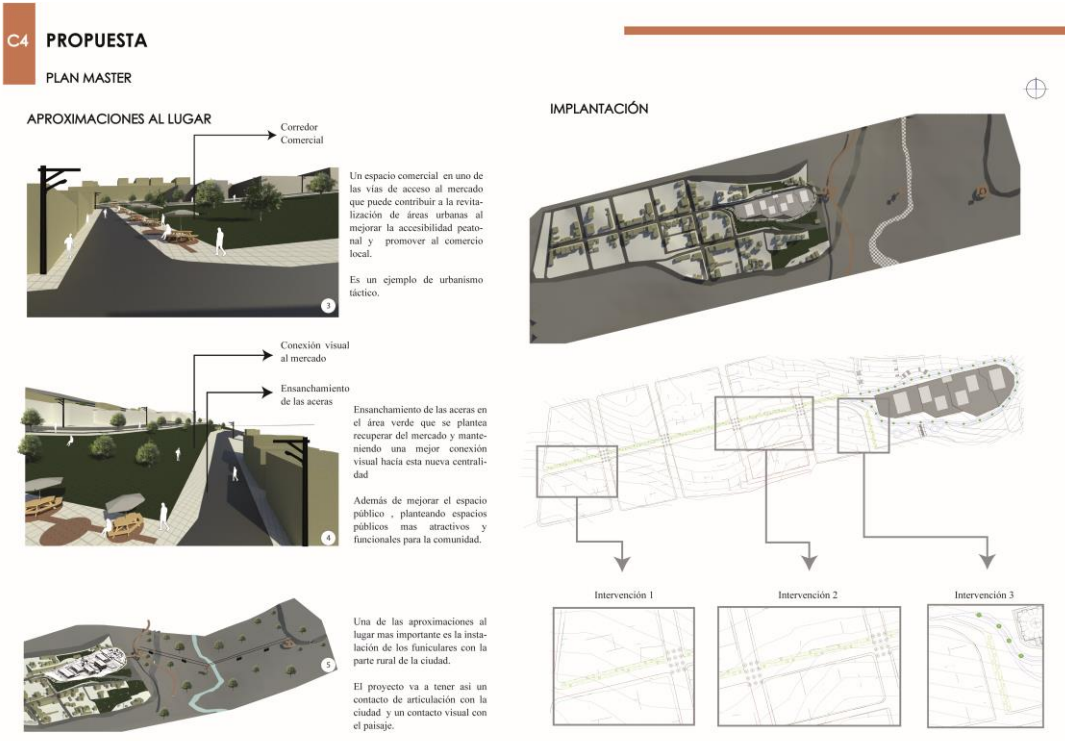 C4
PROPUESTA
PLAN MASTER
APROXIMACIONES AL LUGAR
Corredor
Comercial
Un espacio comercial en uno de
las vías de acceso al mercado
que puede contribuir a la revita-
lización de áreas urbanas al
mejorar la accesibilidad peato-
nal y promover al comercio
local.
Es un ejemplo de urbanismo
táctico.
3
Conexión visual
al mercado
Ensanchamiento
de las aceras
Ensanchamiento de las aceras en
el área verde que se plantea
recuperar del mercado y mante-
niendo una mejor conexión
visual hacía esta nueva centrali-
dad
Además de mejorar el espacio
público , planteando espacios
públicos mas atractivos y
funcionales para la comunidad.
4
Una de las aproximaciones al
lugar mas importante es la insta-
lación de los funiculares con la
parte rural de la ciudad.
El proyecto va a tener asi un
contacto de articulación con la
ciudad y un contacto visual con
el paisaje.
5
IMPLANTACIÓN
Intervención 1
Intervención 2
Intervención 3